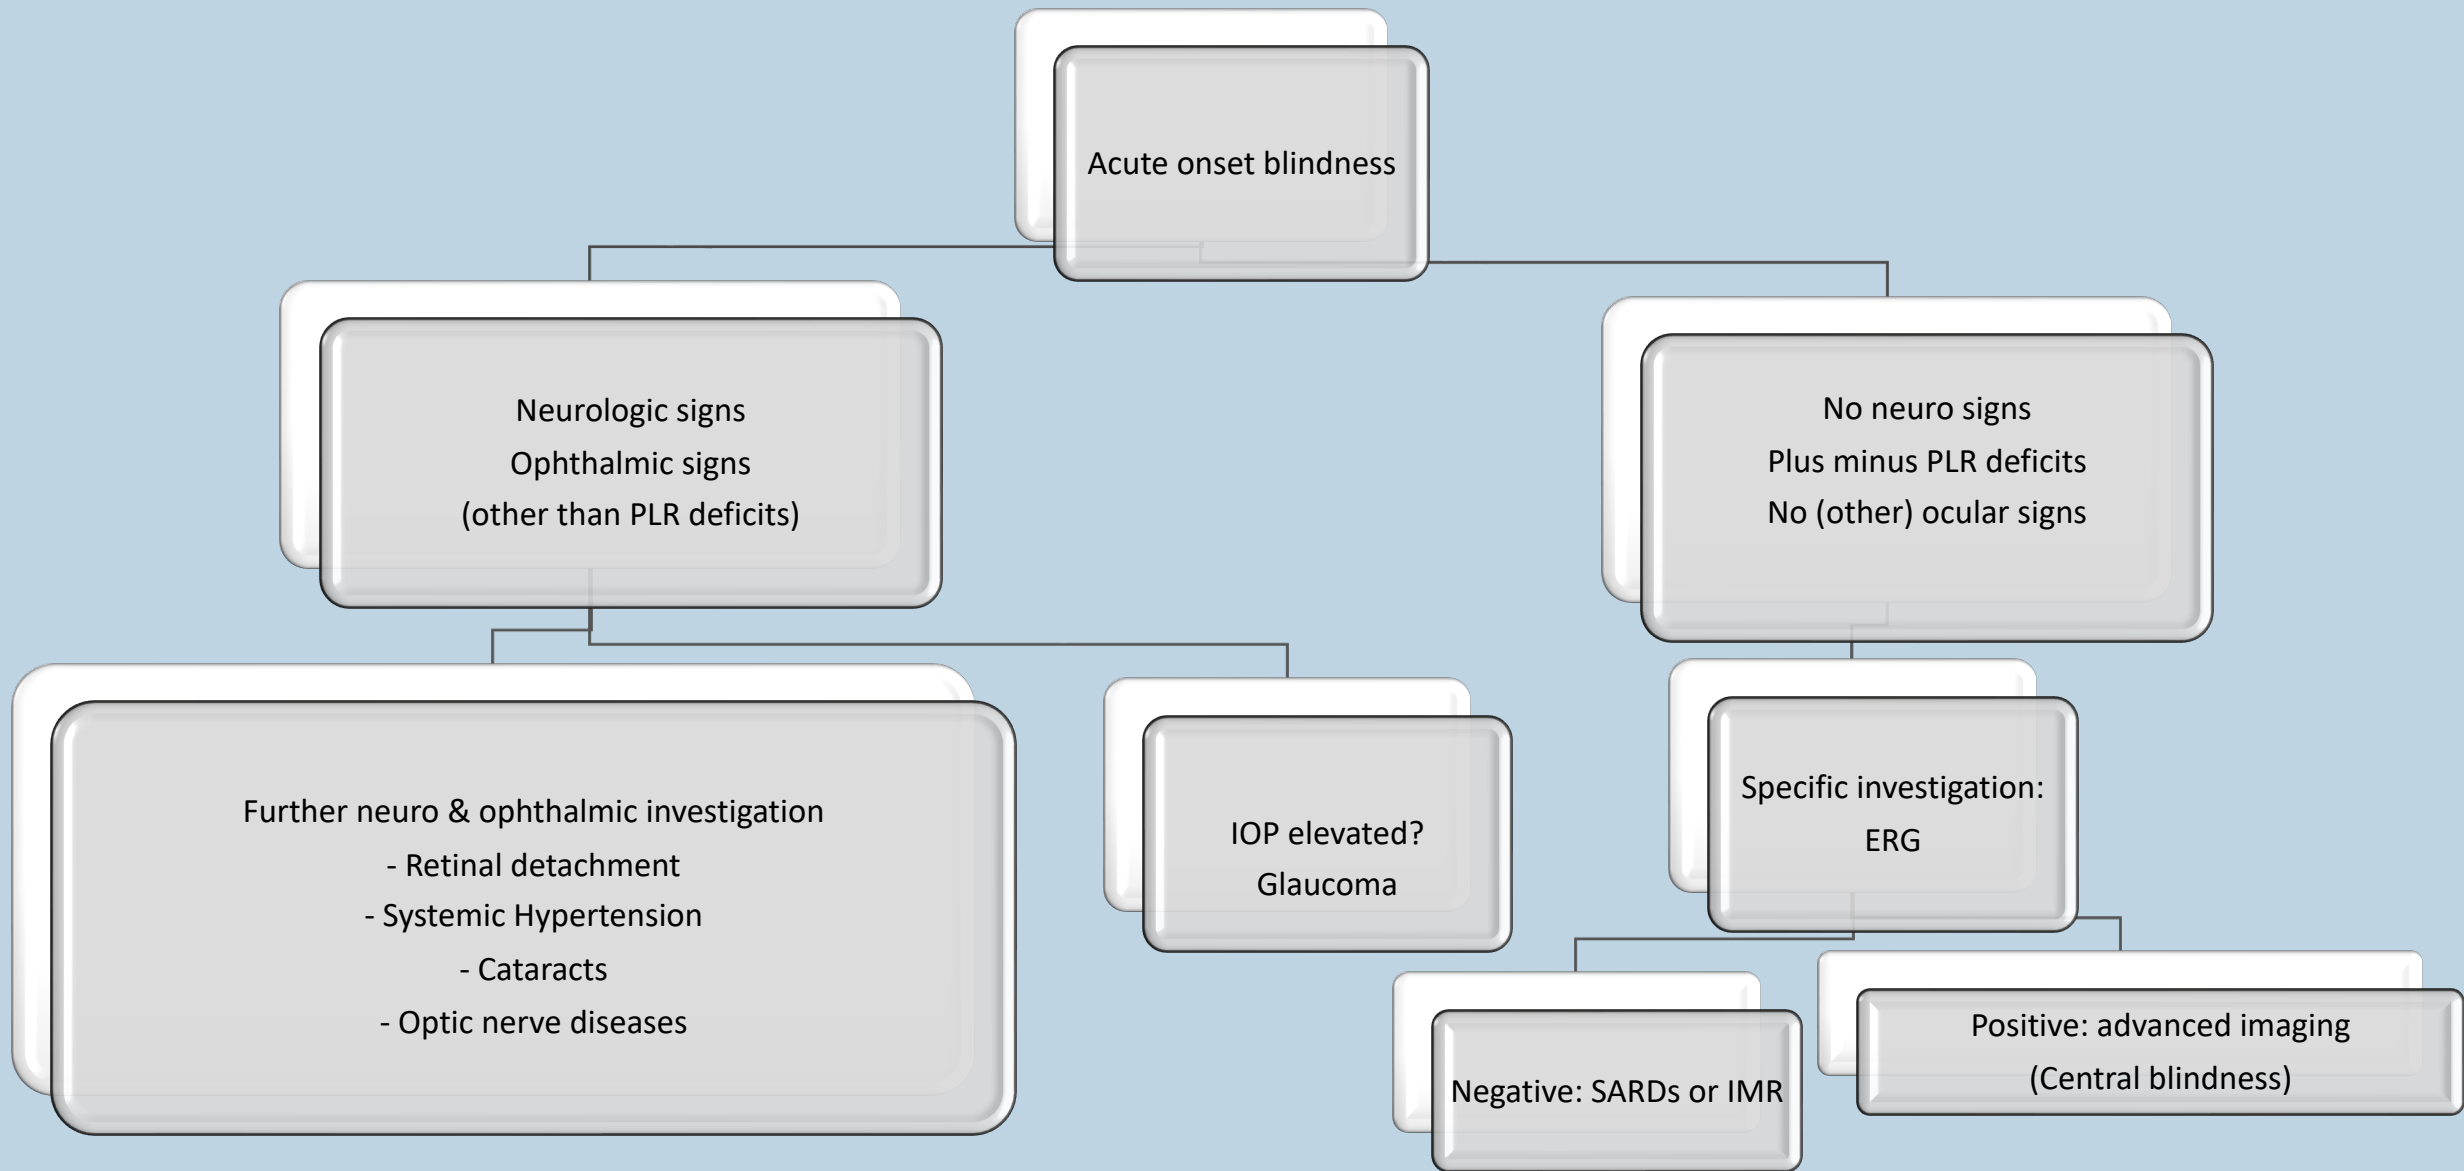 Acute onset blindness
Neurologic signs
Ophthalmic signs
(other than PLR deficits)
No neuro signs
Plus minus PLR deficits
No (other) ocular signs
Further neuro & ophthalmic investigation
- Retinal detachment
- Systemic Hypertension
- Cataracts
- Optic nerve diseases
IOP elevated?
Glaucoma
Specific investigation:
ERG
Negative: SARDs or IMR
Positive: advanced imaging
(Central blindness)